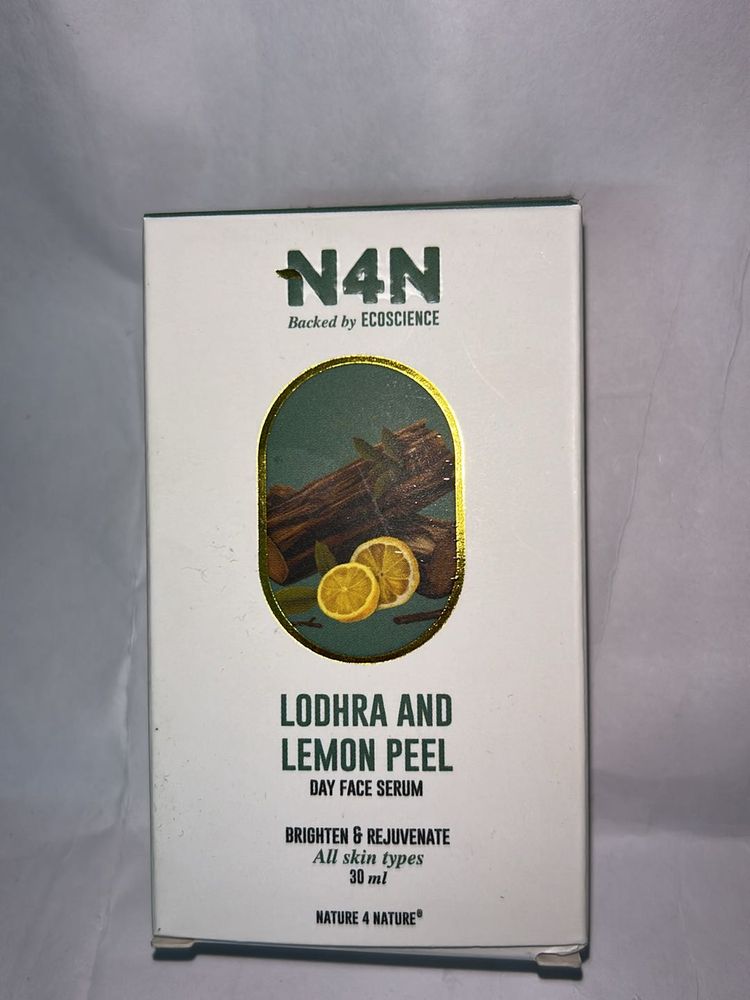 N4N
Backed by ECOSCIENCE
LODHRA AND
LEMON PEEL
DAY FACE SERUM
BRIGHTEN & REJUVENATE
All skin types
30 ml
NATURE 4 NATURE®